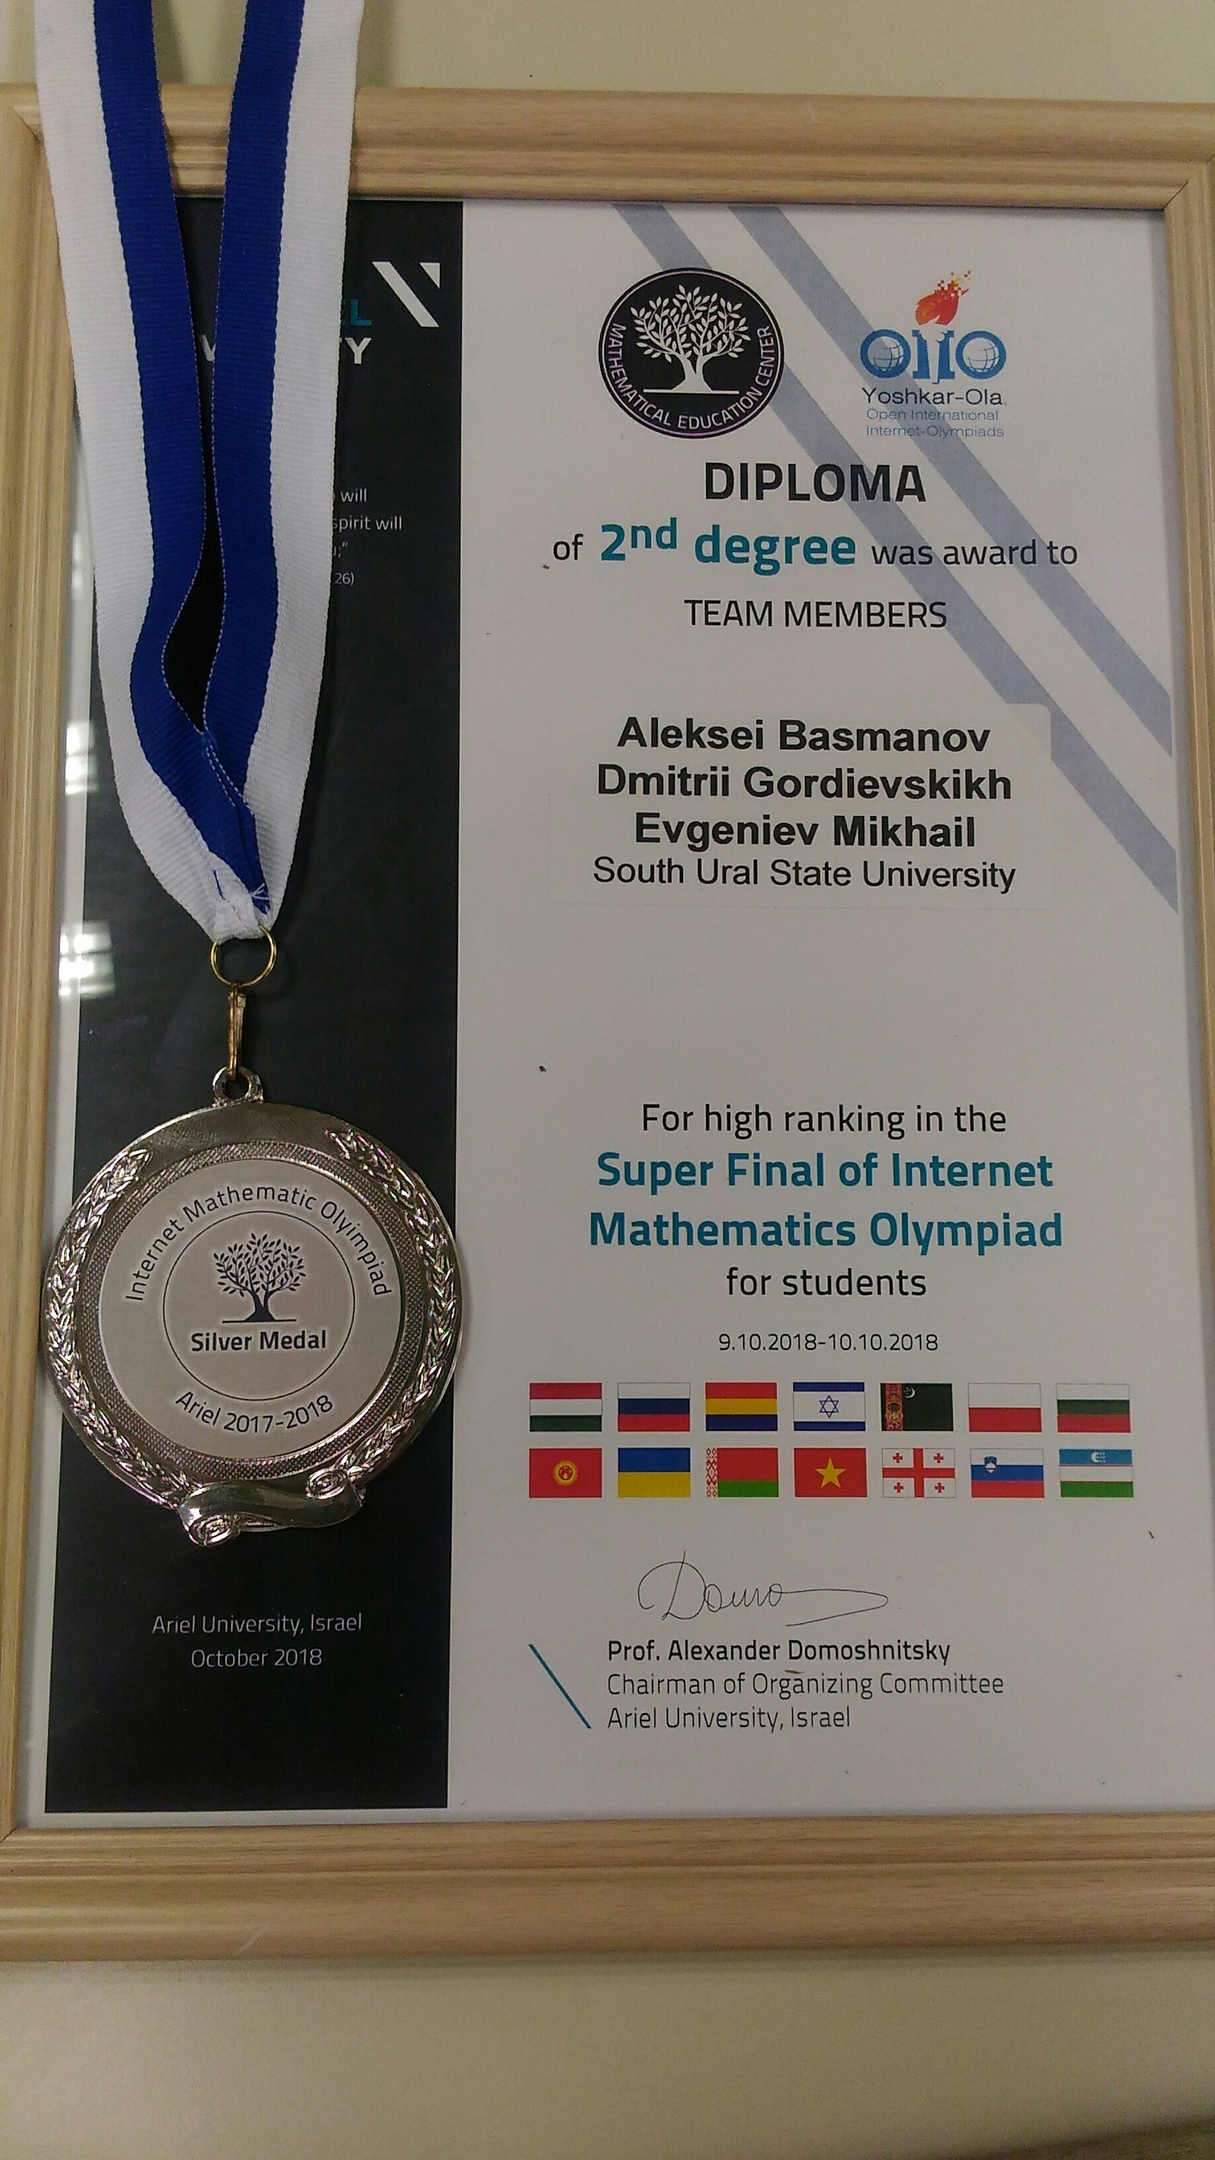 will
spirit will
26)
MATHEMATICAL EDUCATION CENTER
Yoshkar-Ola
Open International
Internet-Olympiads
DIPLOMA
of 2nd degree was award to
TEAM MEMBERS
Aleksei Basmanov
Dmitrii Gordievskikh
Evgeniev Mikhail
South Ural State University
For high ranking in the
Super Final of Internet
Mathematics Olympiad
for students
9.10.2018-10.10.2018
Prof. Alexander Domoshnitsky
Chairman of Organizing Committee
Ariel University, Israel
Internet Mathematic Olyimpiad
Silver Medal
Ariel 2017-2018
Ariel University, Israel
October 2018